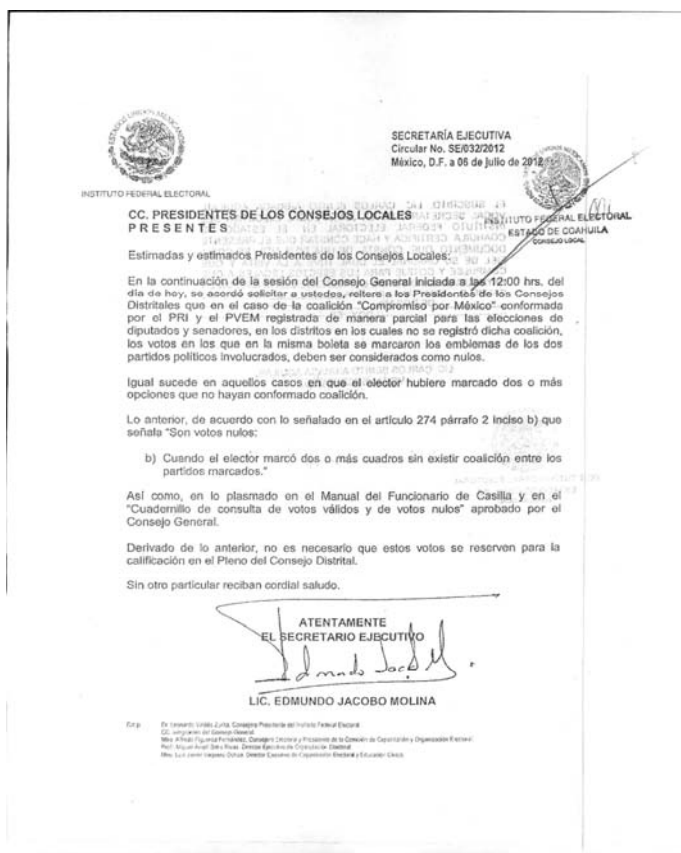 SECRETARÍA EJECUTIVA
Circular No. SE/032/2012
México, D.F. a 06 de julio de 2012
ESTADOS UNIDOS MEXICANOS
INSTITUTO FEDERAL ELECTORAL
INSTITUTO FEDERAL ELECTORAL
ESTADO DE COAHUILA
CONSEJO LOCAL
CC. PRESIDENTES DE LOS CONSEJOS LOCALES
P R E S E N T E S
Estimadas y estimados Presidentes de los Consejos Locales:
En la continuación de la sesión del Consejo General iniciada a las 12:00 hrs. del
día de hoy, se acordó solicitar a ustedes, reitere a los Presidentes de los Consejos
Distritales que en el caso de la coalición "Compromiso por México" conformada
por el PRI y el PVEM registrada de manera parcial para las elecciones de
diputados y senadores, en los distritos en los cuales no se registró dicha coalición,
los votos en los que en la misma boleta se marcaron los emblemas de los dos
partidos políticos involucrados, deben ser considerados como nulos.
Igual sucede en aquellos casos en que el elector hubiere marcado dos o más
opciones que no hayan conformado coalición.
Lo anterior, de acuerdo con lo señalado en el artículo 274 párrafo 2 inciso b) que
señala "Son votos nulos:
b) Cuando el elector marcó dos o más cuadros sin existir coalición entre los
partidos marcados."
Así como, en lo plasmado en el Manual del Funcionario de Casilla y en el
"Cuadernillo de consulta de votos válidos y de votos nulos" aprobado por el
Consejo General.
Derivado de lo anterior, no es necesario que estos votos se reserven para la
calificación en el Pleno del Consejo Distrital.
Sin otro particular reciban cordial saludo.
ATENTAMENTE
EL SECRETARIO EJECUTIVO
LIC. EDMUNDO JACOBO MOLINA